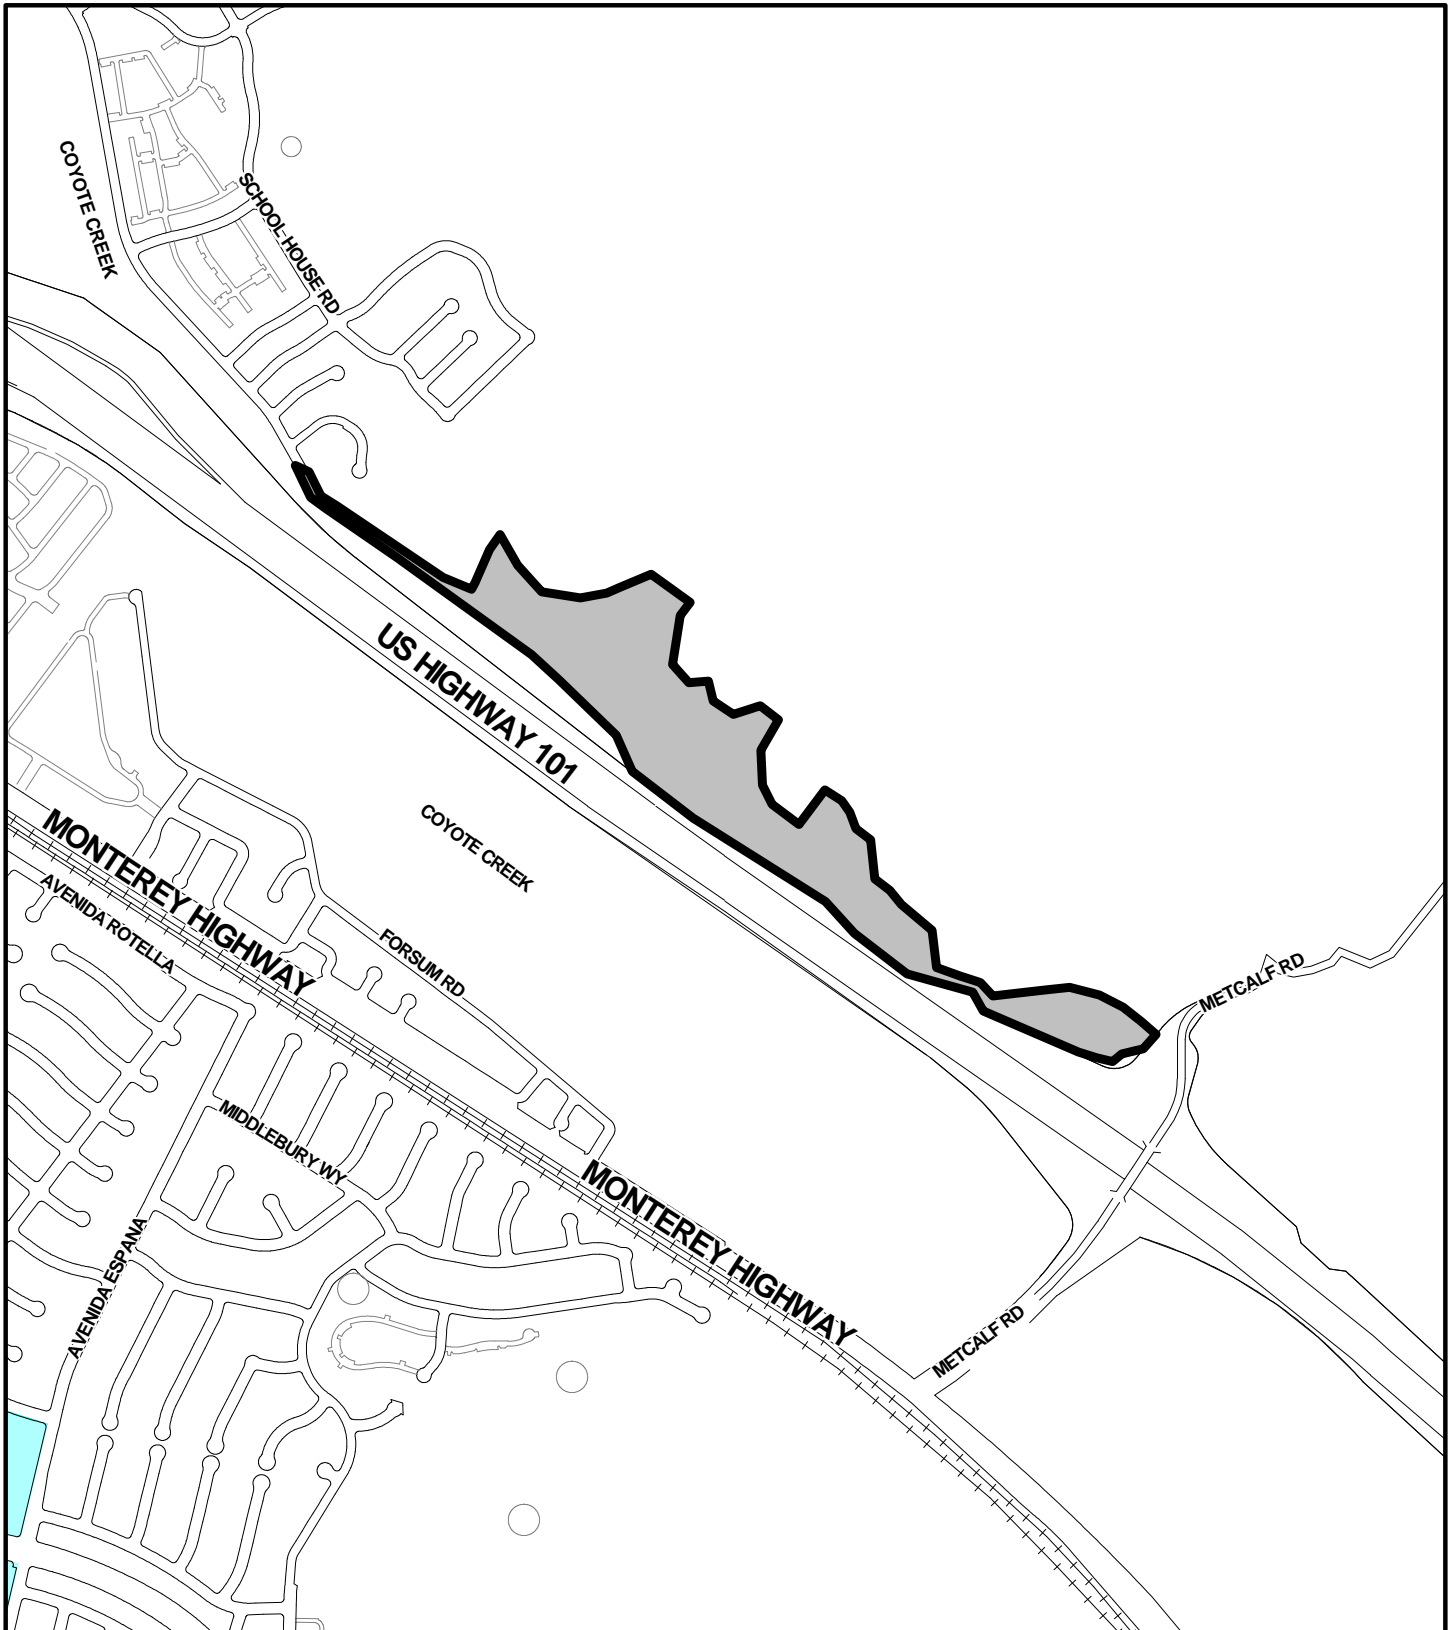 COYOTE CREEK
SCHOOL HOUSE RD
US HIGHWAY 101
COYOTE CREEK
MONTEREY HIGHWAY
AVENIDA ROTELLA
FORSUM RD
METCALF RD
MIDDLEBURY WY
MONTEREY HIGHWAY
AVENIDA ESPANA
METCALF RD